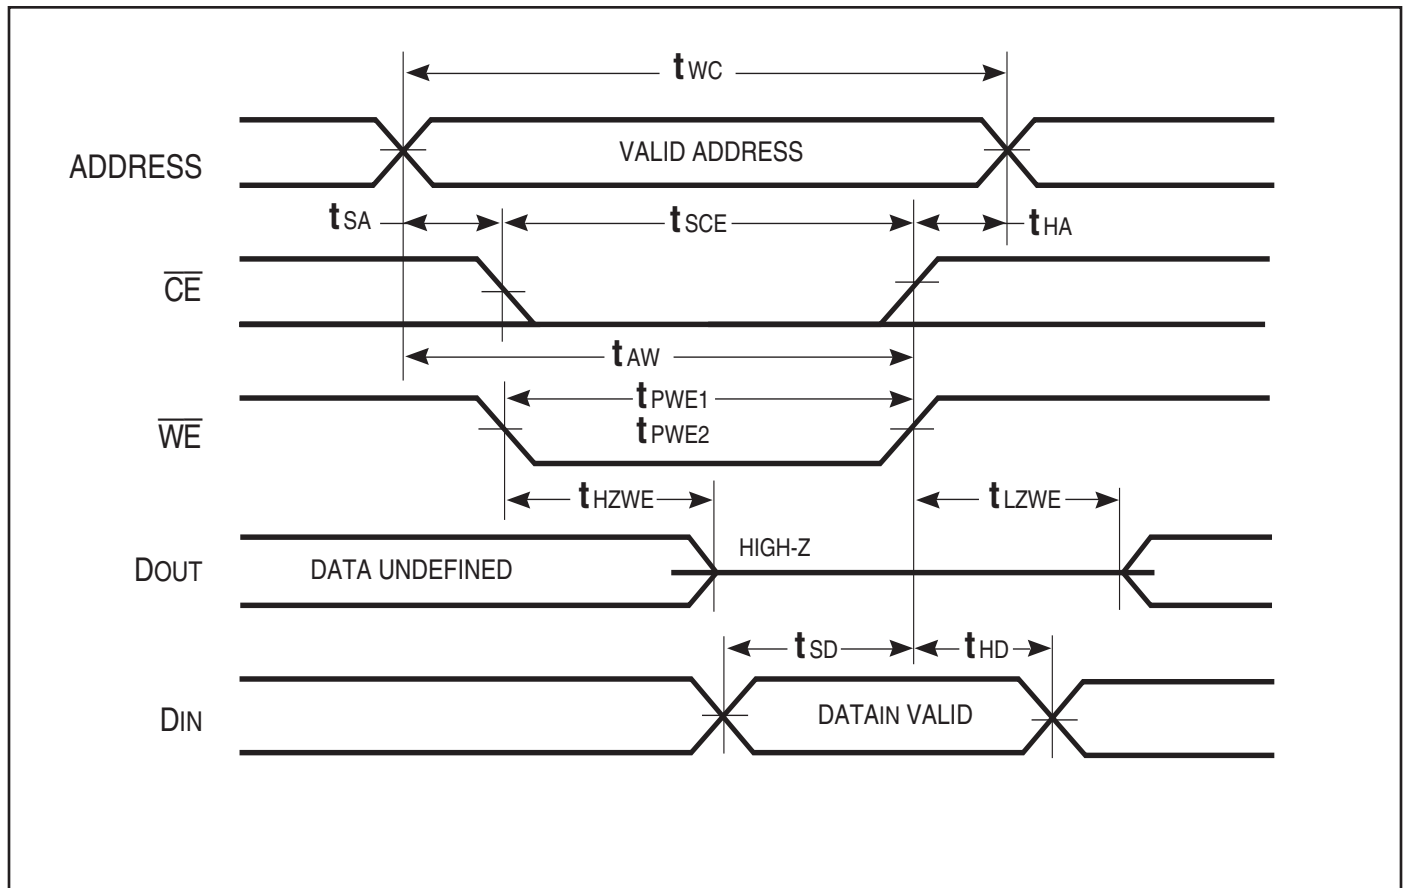 tWC
ADDRESS
VALID ADDRESS
tSA
tSCE
tHA
CE
tAW
tPWE1
WE
tPWE2
tHZWE
tLZWE
DOUT
DATA UNDEFINED
HIGH-Z
tSD
tHD
DIN
DATAIN VALID